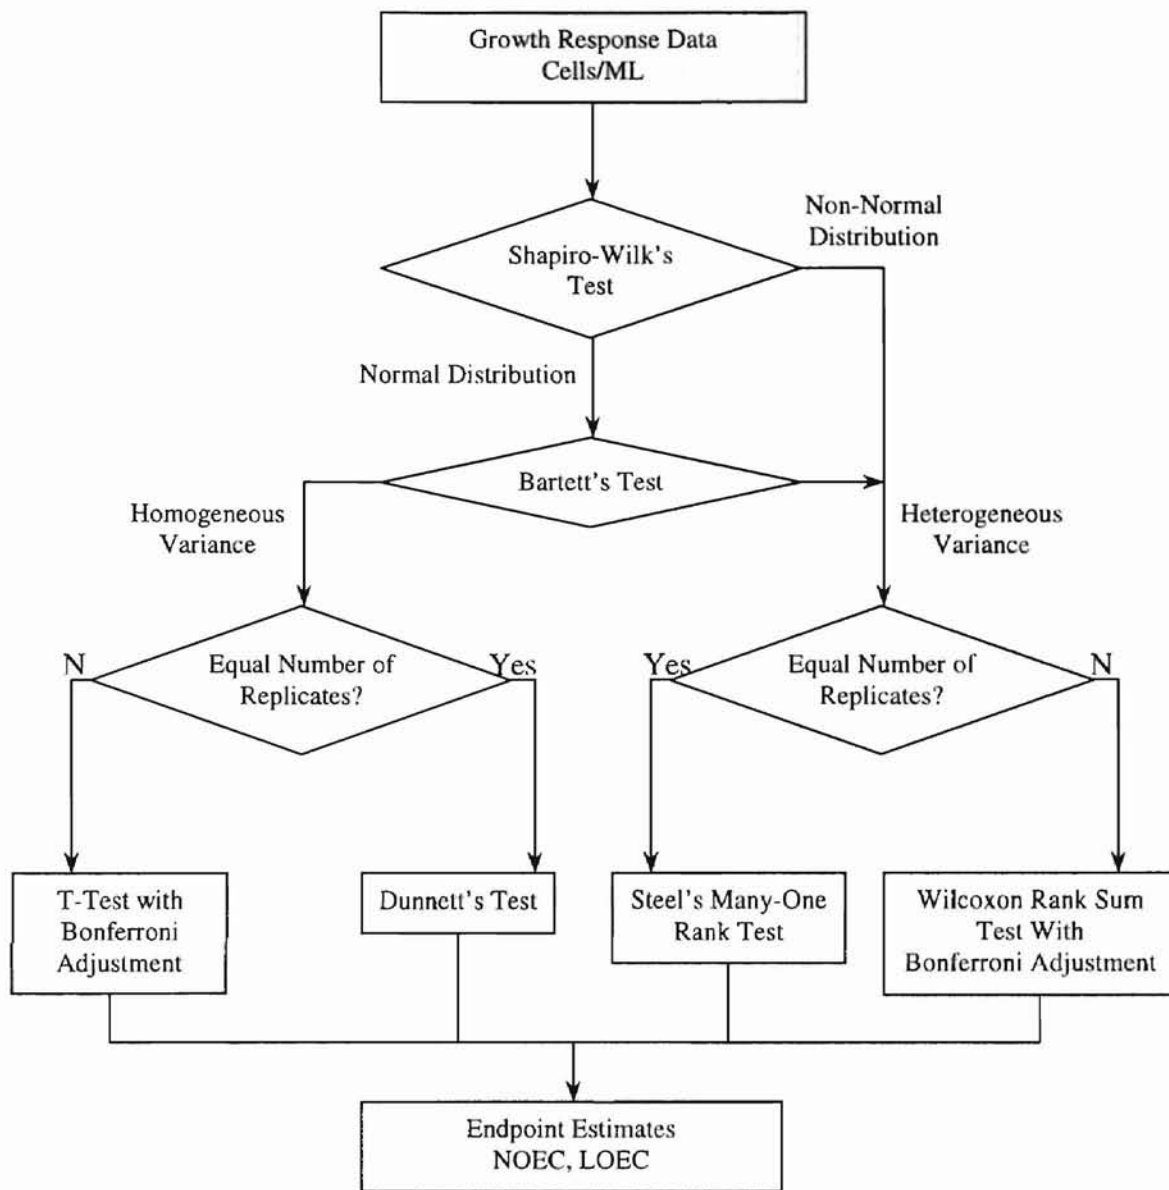 Growth Response Data
Cells/ML
Non-Normal
Distribution
Shapiro-Wilk's
Test
Normal Distribution
Bartett's Test
Homogeneous
Variance
Heterogeneous
Variance
N
Equal Number of
Replicates?
Yes
Yes
Equal Number of
Replicates?
N
T-Test with
Bonferroni
Adjustment
Dunnett's Test
Steel's Many-One
Rank Test
Wilcoxon Rank Sum
Test With
Bonferroni Adjustment
Endpoint Estimates
NOEC, LOEC